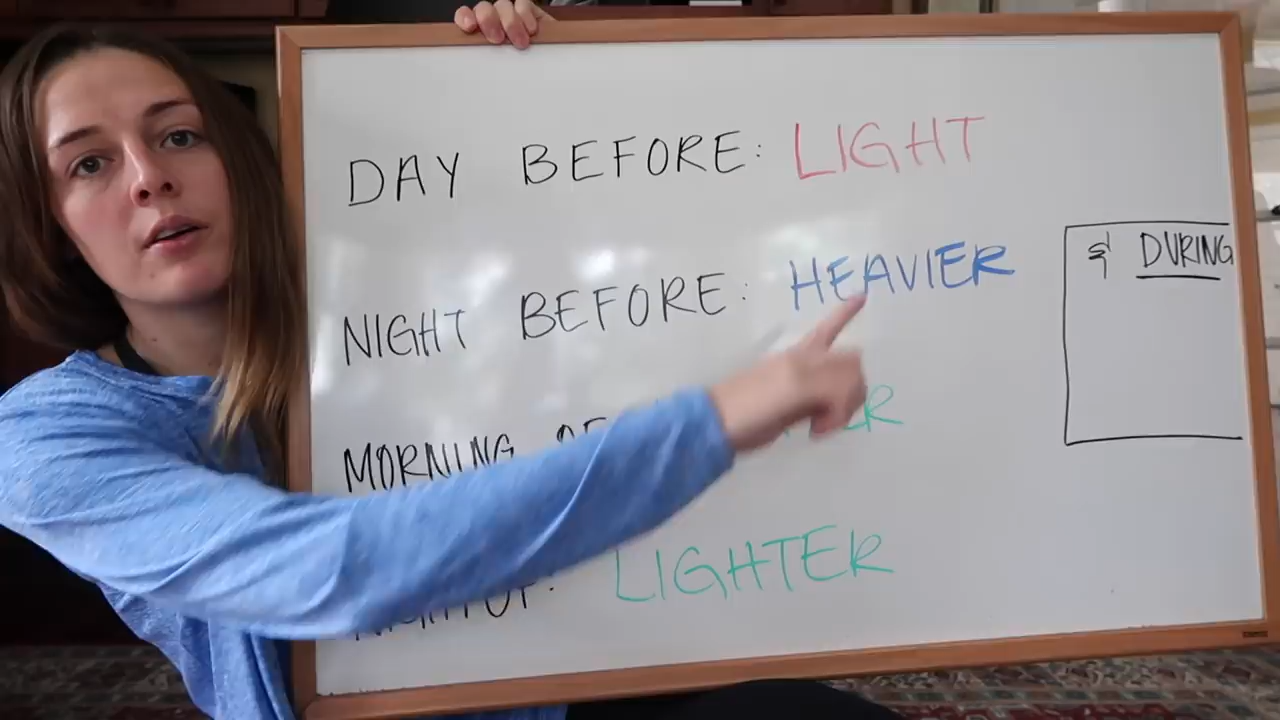 DAY BEFORE: LIGHT
NIGHT BEFORE: HEAVIER
& DURING
MORNING
LIGHTER